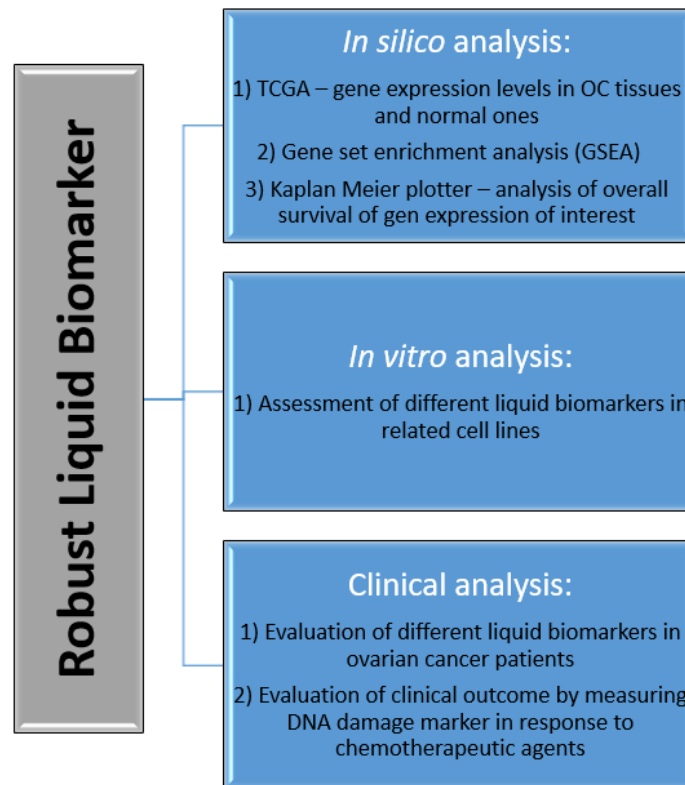 Robust Liquid Biomarker
In silico analysis:
1) TCGA – gene expression levels in OC tissues
and normal ones
2) Gene set enrichment analysis (GSEA)
3) Kaplan Meier plotter – analysis of overall
survival of gen expression of interest
In vitro analysis:
1) Assessment of different liquid biomarkers in
related cell lines
Clinical analysis:
1) Evaluation of different liquid biomarkers in
ovarian cancer patients
2) Evaluation of clinical outcome by measuring
DNA damage marker in response to
chemotherapeutic agents